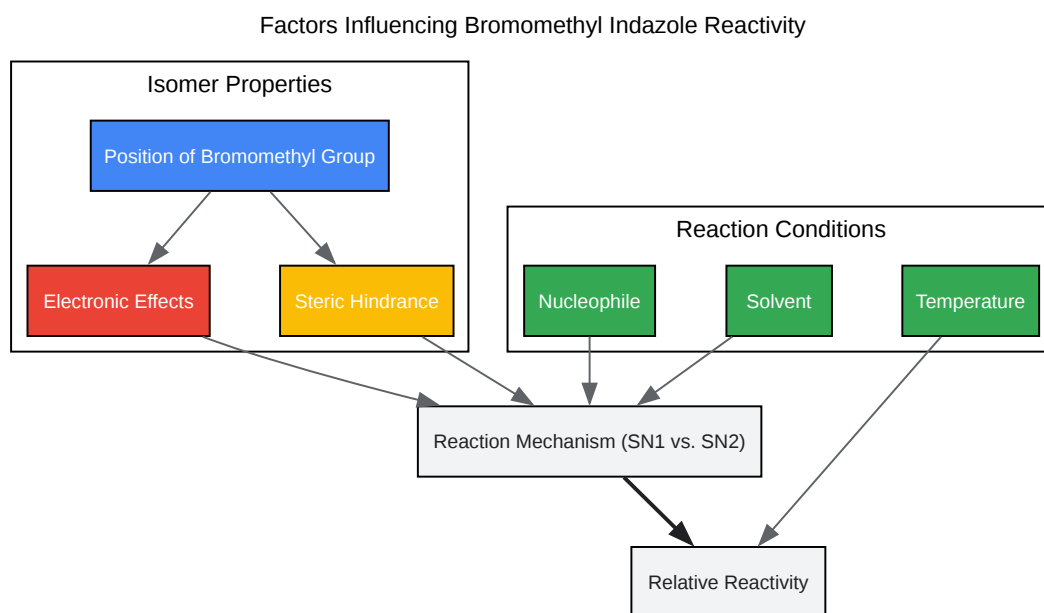 Factors Influencing Bromomethyl Indazole Reactivity
Isomer Properties
Position of Bromomethyl Group
Electronic Effects
Steric Hindrance
Reaction Conditions
Nucleophile
Solvent
Temperature
Reaction Mechanism (SN1 vs. SN2)
Relative Reactivity